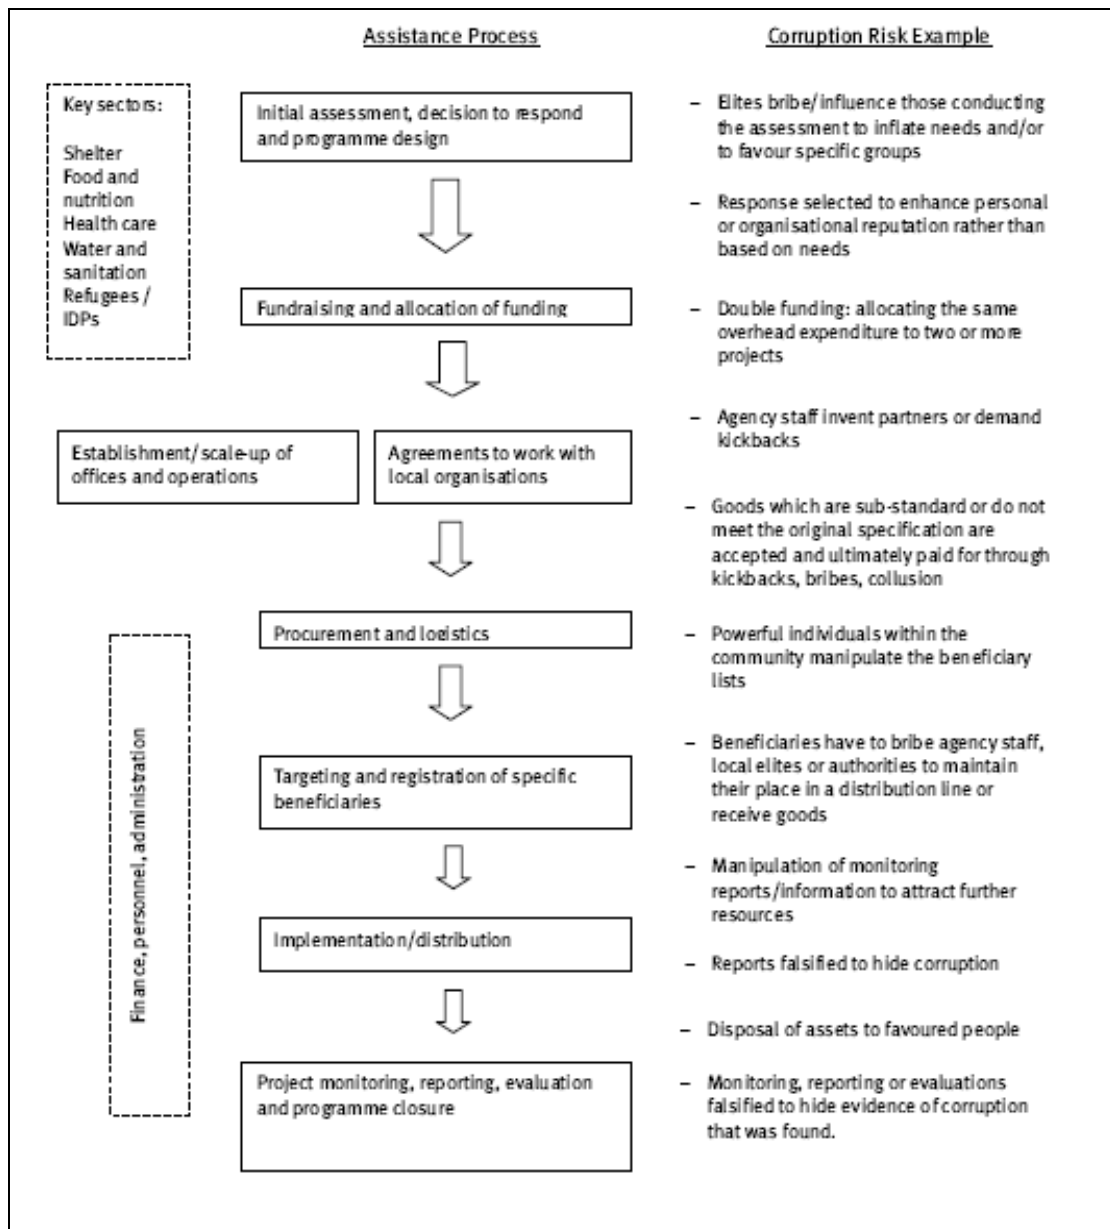 Assistance Process
Corruption Risk Example
Key sectors:
Shelter
Food and
nutrition
Health care
Water and
sanitation
Refugees /
IDPs
Initial assessment, decision to respond
and programme design
Fundraising and allocation of funding
Establishment/scale-up of
offices and operations
Agreements to work with
local organisations
Procurement and logistics
Targeting and registration of specific
beneficiaries
Implementation/distribution
Project monitoring, reporting, evaluation
and programme closure
Finance, personnel, administration
– Elites bribe/influence those conducting
the assessment to inflate needs and/or
to favour specific groups
– Response selected to enhance personal
or organisational reputation rather than
based on needs
– Double funding: allocating the same
overhead expenditure to two or more
projects
– Agency staff invent partners or demand
kickbacks
– Goods which are sub-standard or do not
meet the original specification are
accepted and ultimately paid for through
kickbacks, bribes, collusion
– Powerful individuals within the
community manipulate the beneficiary
lists
– Beneficiaries have to bribe agency staff,
local elites or authorities to maintain
their place in a distribution line or
receive goods
– Manipulation of monitoring
reports/information to attract further
resources
– Reports falsified to hide corruption
– Disposal of assets to favoured people
– Monitoring, reporting or evaluations
falsified to hide evidence of corruption
that was found.